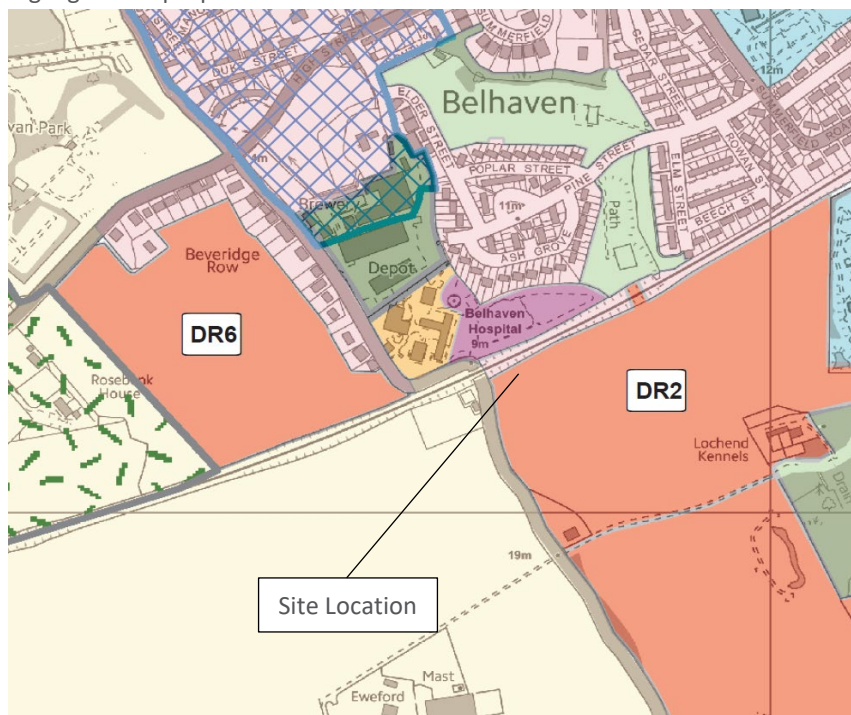 SUMMERFIELD
DUKE STREET
HIGH STREET
CEDAR STREET
12m
Belhaven
SUMMERFIELD ROAD
van Park
ELDER STREET
POPLAR STREET
PINE STREET
ROWAN ST
ELM STREET
BEECH ST
11m
Path
Brewery
ASH GROVE
Beveridge
Row
Depot
Belhaven
Hospital
9m
DR6
DR2
Rosebank
House
Lochend
Kennels
Drain
19m
Site Location
Mast
Eweford